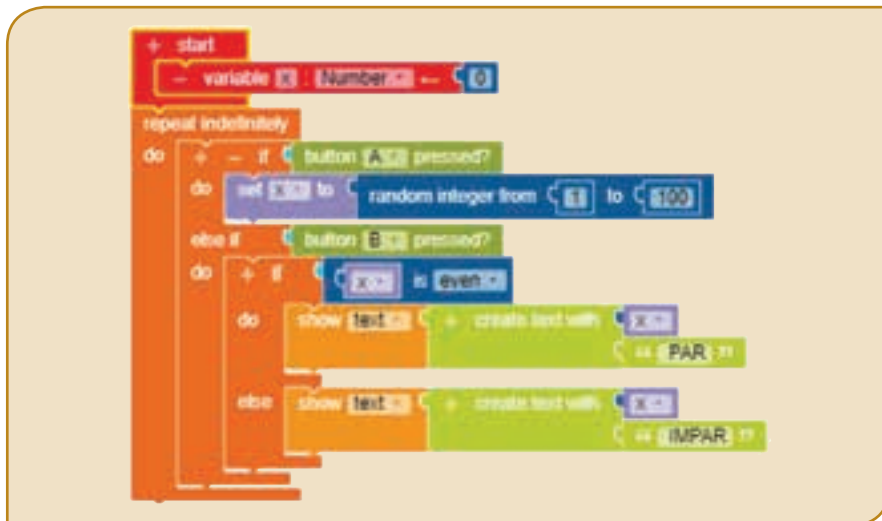 + start
− variable x : Number ← 0
repeat indefinitely
do + − if button A pressed?
do set x to random integer from 1 to 100
else if button B pressed?
do + if x is even
do show text + create text with x
“ PAR ”
else show text + create text with x
“ IMPAR ”